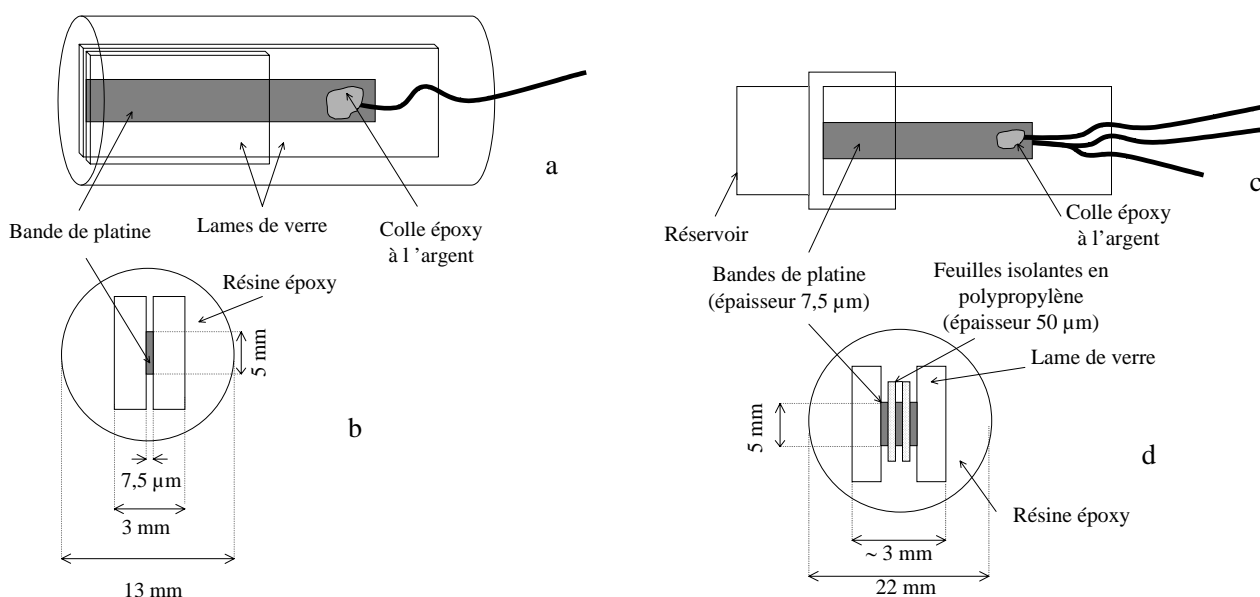 a
Bande de platine
Lames de verre
Colle époxy
à l 'argent
Résine époxy
5 mm
b
7,5 µm
3 mm
13 mm
c
Réservoir
Colle époxy
à l'argent
Bandes de platine
(épaisseur 7,5 µm)
Feuilles isolantes en
polypropylène
(épaisseur 50 µm)
Lame de verre
5 mm
d
Résine époxy
~ 3 mm
22 mm